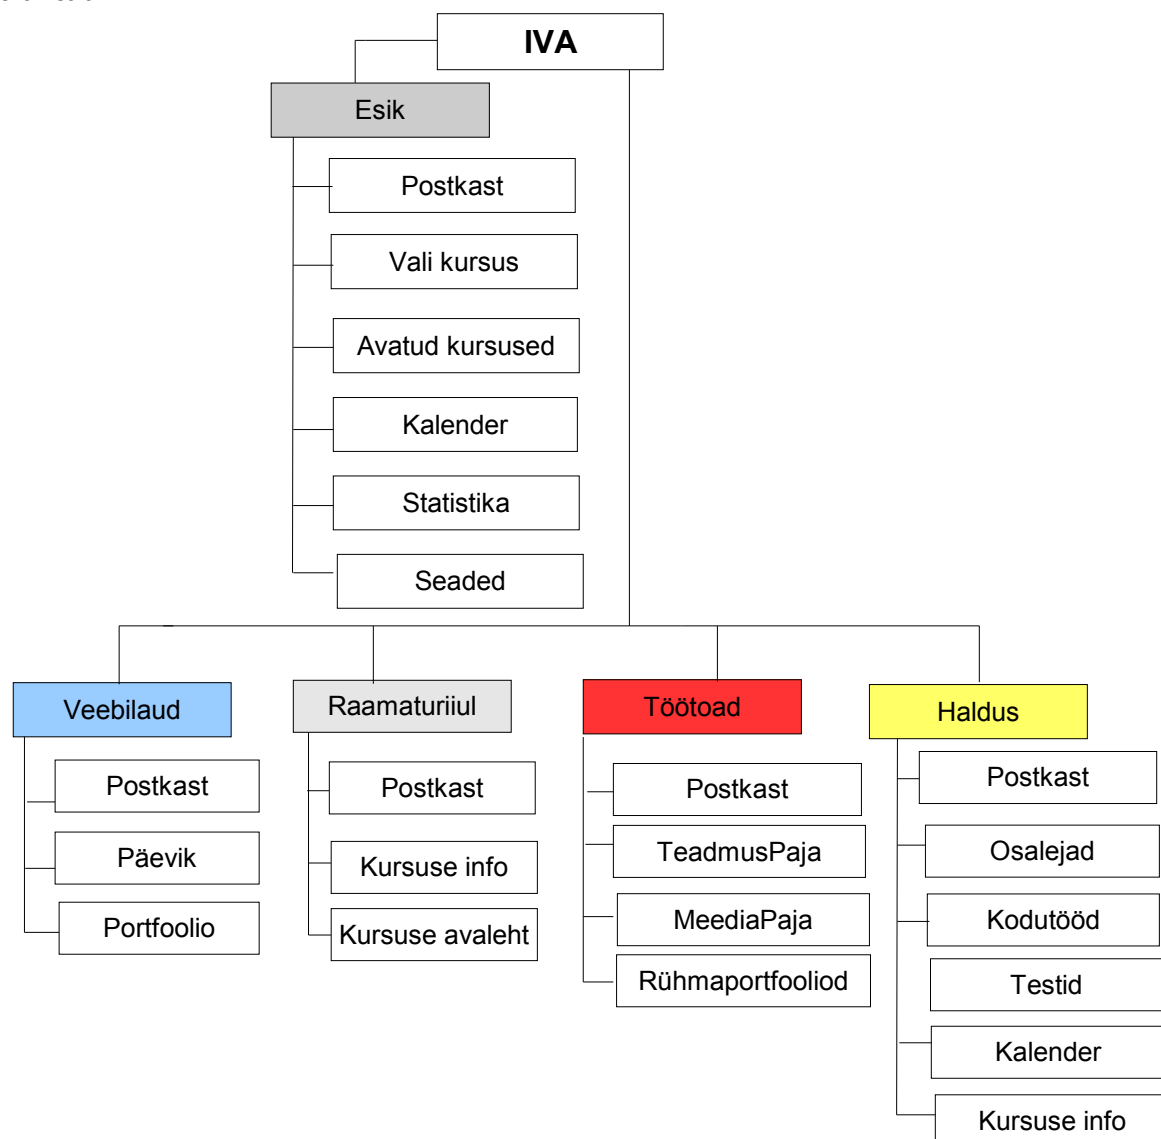 IVA
Esik
Postkast
Vali kursus
Avatud kursused
Kalender
Statistika
Seaded
Veebilaud
Postkast
Päevik
Portfoolio
Raamaturiiul
Postkast
Kursuse info
Kursuse avaleht
Töötoad
Postkast
TeadmusPaja
MeediaPaja
Rühmaportfooliod
Haldus
Postkast
Osalejad
Kodutööd
Testid
Kalender
Kursuse info